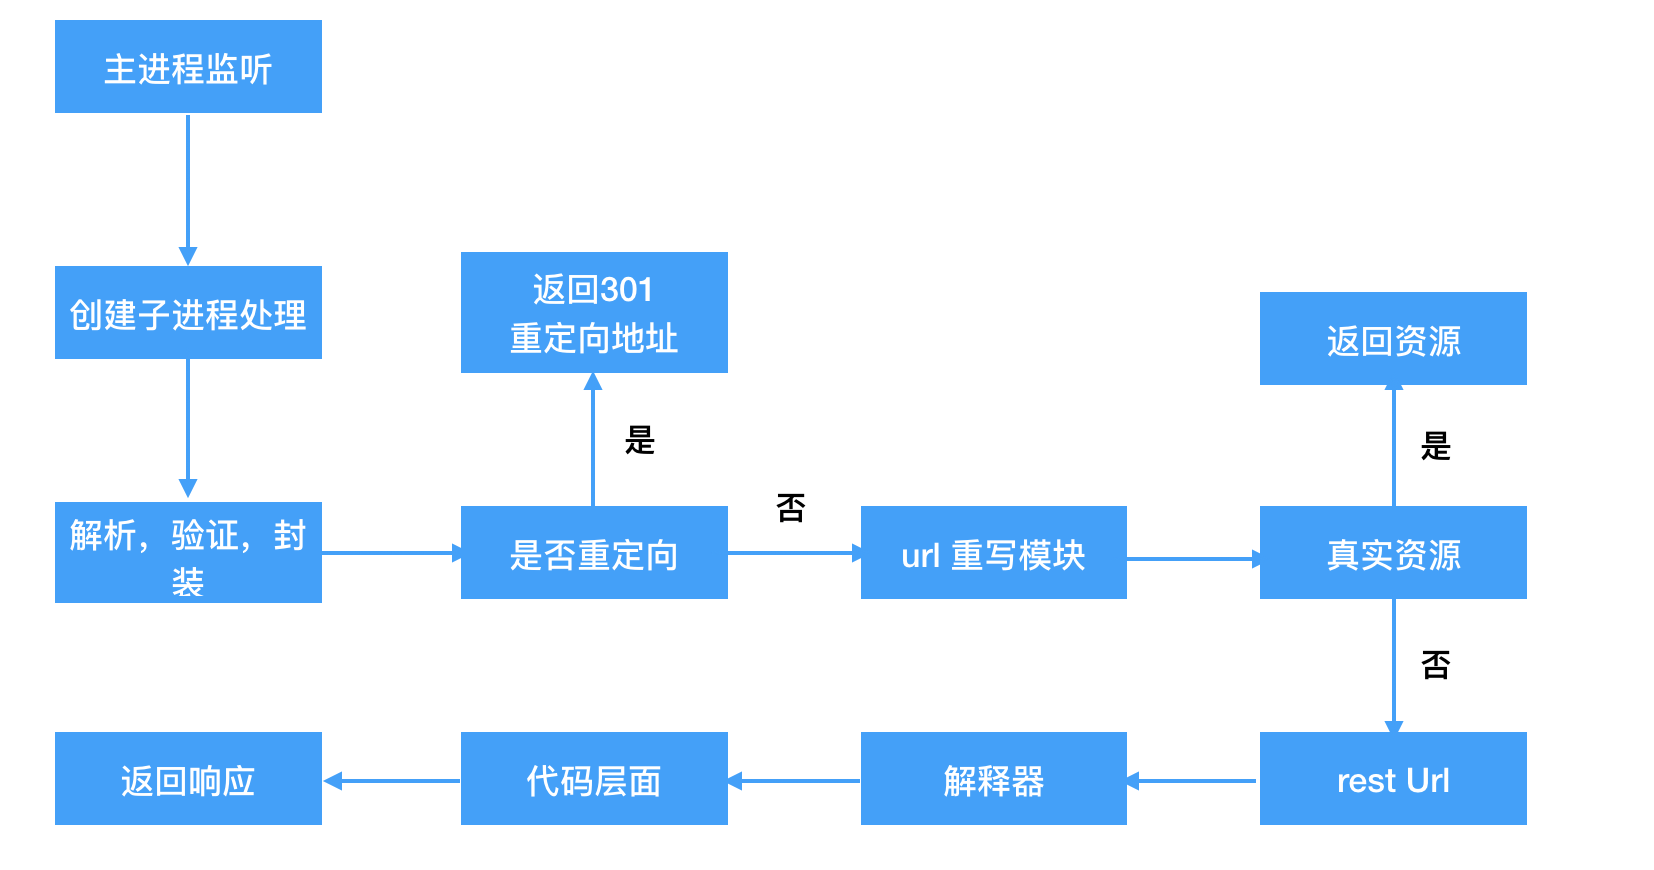 主进程监听
创建子进程处理
返回301
重定向地址
返回资源
是
是
否
解析，验证，封
装
是否重定向
url 重写模块
真实资源
否
返回响应
代码层面
解释器
rest Url